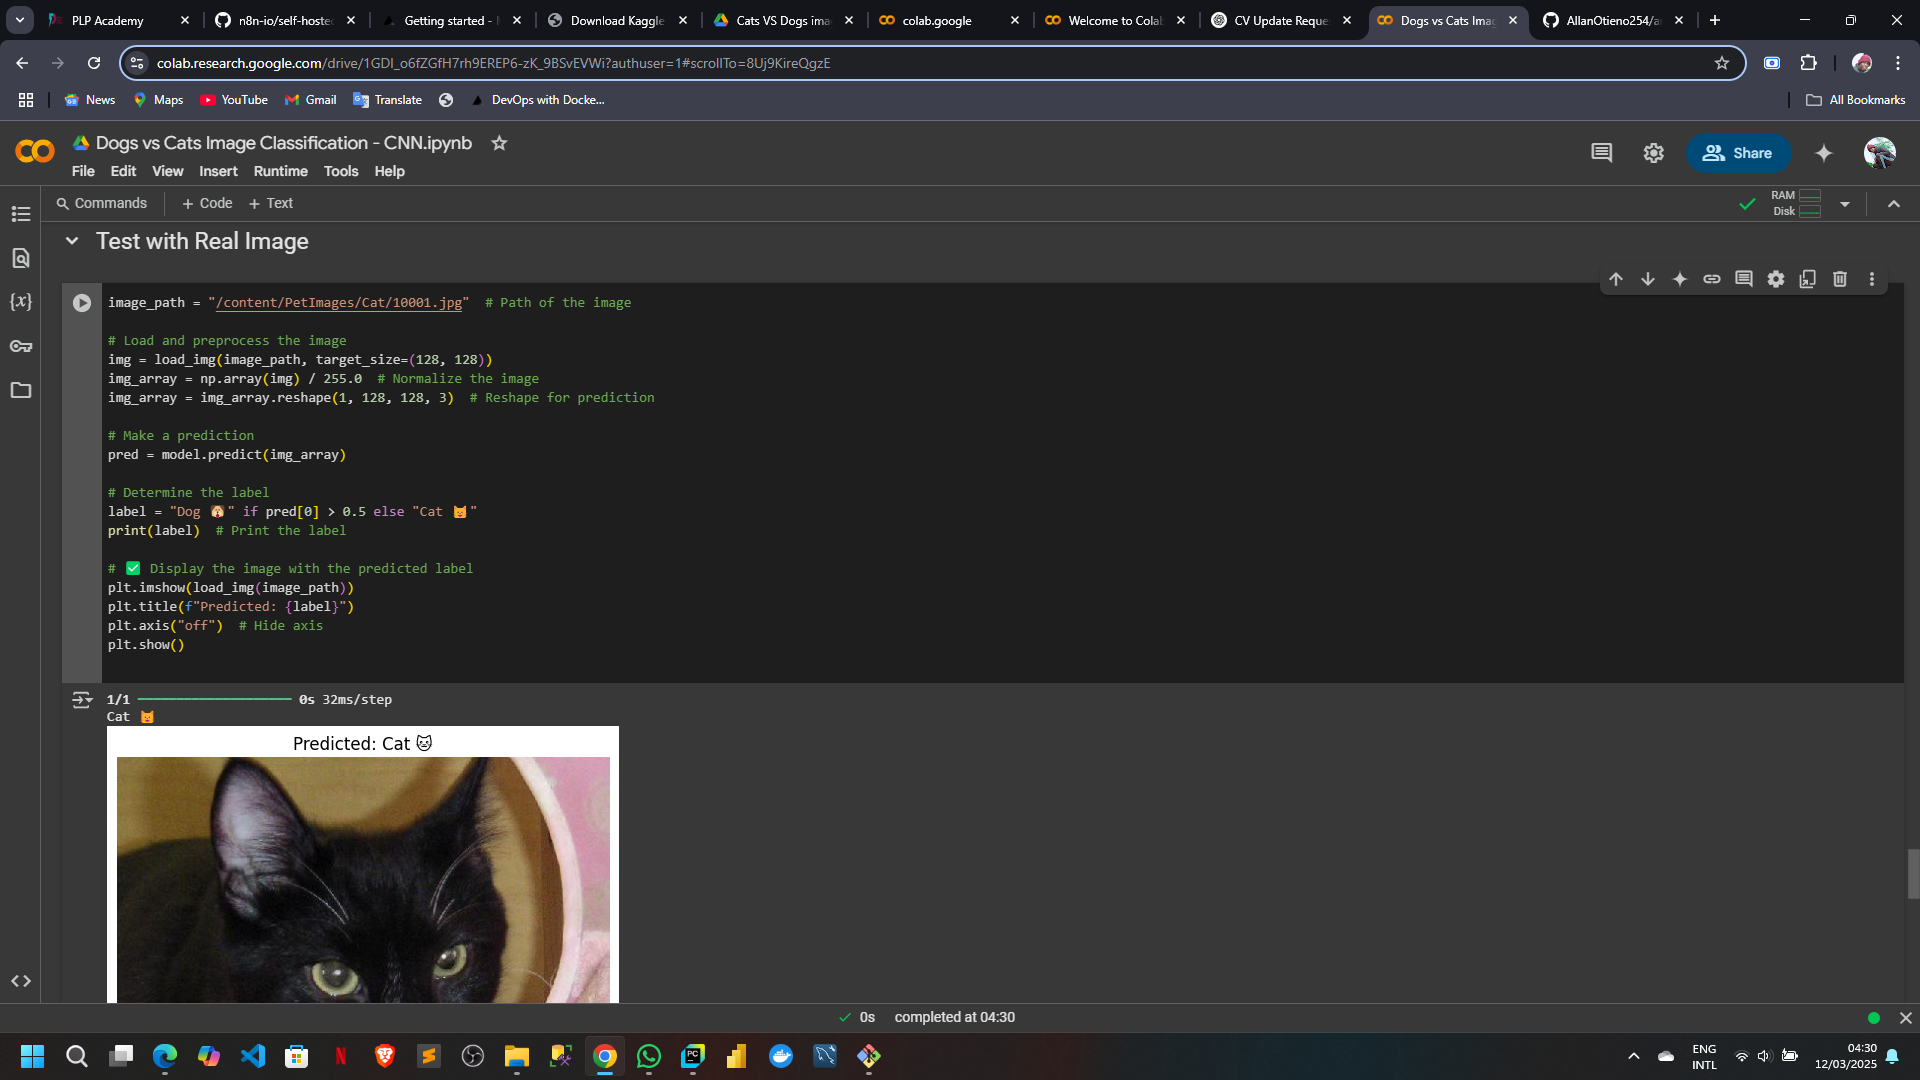 PLP Academy
n8n-io/self-hoste
Getting started -
Download Kaggle
Cats VS Dogs ima
colab.google
Welcome to Colab
CV Update Reque
Dogs vs Cats Ima
AllanOtieno254/a
colab.research.google.com/drive/1GDl_o6fZGfH7rh9EREP6-zK_9BSvEVWi?authuser=1#scrollTo=8Uj9KireQgzE
News
Maps
YouTube
Gmail
Translate
DevOps with Docke...
All Bookmarks
Dogs vs Cats Image Classification - CNN.ipynb
Share
File Edit View Insert Runtime Tools Help
Commands + Code + Text
RAM
Disk
Test with Real Image
image_path = "/content/PetImages/Cat/10001.jpg"  # Path of the image
# Load and preprocess the image
img = load_img(image_path, target_size=(128, 128))
img_array = np.array(img) / 255.0  # Normalize the image
img_array = img_array.reshape(1, 128, 128, 3)  # Reshape for prediction
# Make a prediction
pred = model.predict(img_array)
# Determine the label
label = "Dog 🐶" if pred[0] > 0.5 else "Cat 🐱"
print(label)  # Print the label
# ✅ Display the image with the predicted label
plt.imshow(load_img(image_path))
plt.title(f"Predicted: {label}")
plt.axis("off")  # Hide axis
plt.show()
1/1 ━━━━━━━━━━━━━━━━━━━━ 0s 32ms/step
Cat 🐱
Predicted: Cat 🐱
0s completed at 04:30
ENG
INTL
04:30
12/03/2025